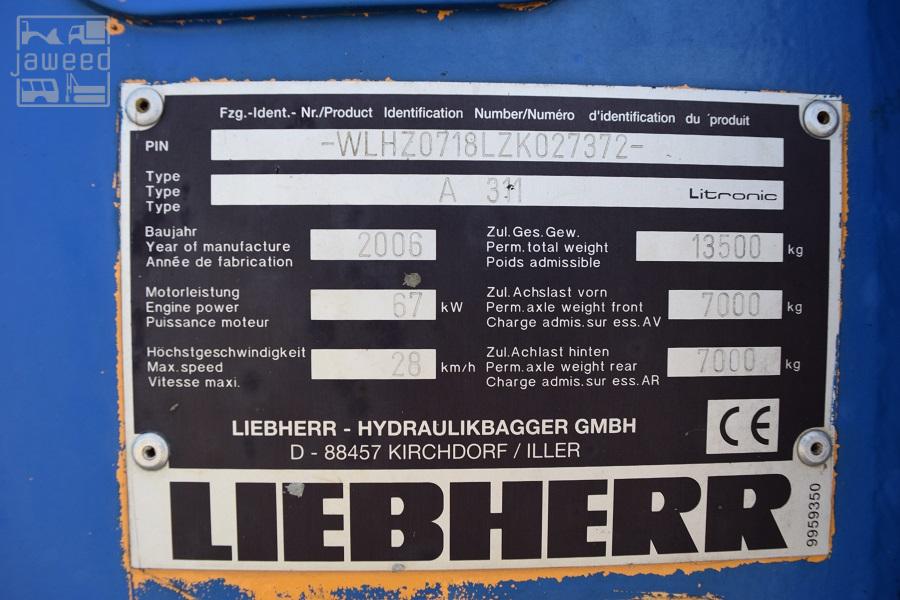 jaweed
Fzg.-Ident.- Nr./Product Identification Number/Numéro d'identification du produit
PIN -WLHZ0718LZK027372-
Type
Type A 311 Litronic
Type
Baujahr
Year of manufacture 2006
Année de fabrication
Zul.Ges.Gew.
Perm.total weight 13500 kg
Poids admissible
Motorleistung
Engine power 67 kW
Puissance moteur
Zul.Achslast vorn
Perm.axle weight front 7000 kg
Charge admis.sur ess.AV
Höchstgeschwindigkeit
Max.speed 28 km/h
Vitesse maxi.
Zul.Achlast hinten
Perm.axle weight rear 7000 kg
Charge admis.sur ess.AR
LIEBHERR - HYDRAULIKBAGGER GMBH
D - 88457 KIRCHDORF / ILLER
CE
LIEBHERR
9959350